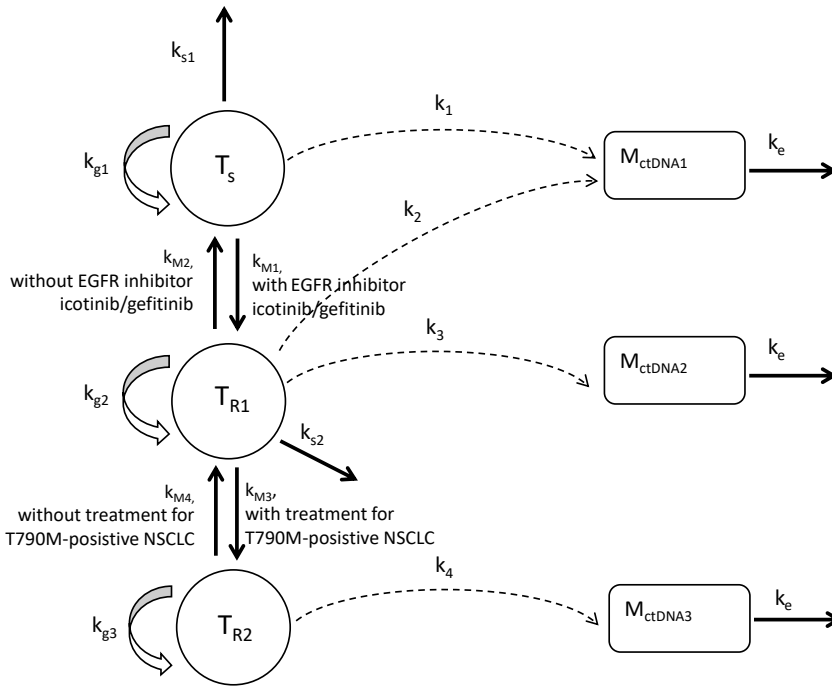 k_s1
k_1
k_g1
T_s
M_ctDNA1
k_e
k_2
k_M2,
without EGFR inhibitor
icotinib/gefitinib
k_M1,
with EGFR inhibitor
icotinib/gefitinib
k_3
k_g2
T_R1
M_ctDNA2
k_e
k_s2
k_M4,
without treatment for
T790M-posistive NSCLC
k_M3,
with treatment for
T790M-posistive NSCLC
k_4
k_g3
T_R2
M_ctDNA3
k_e